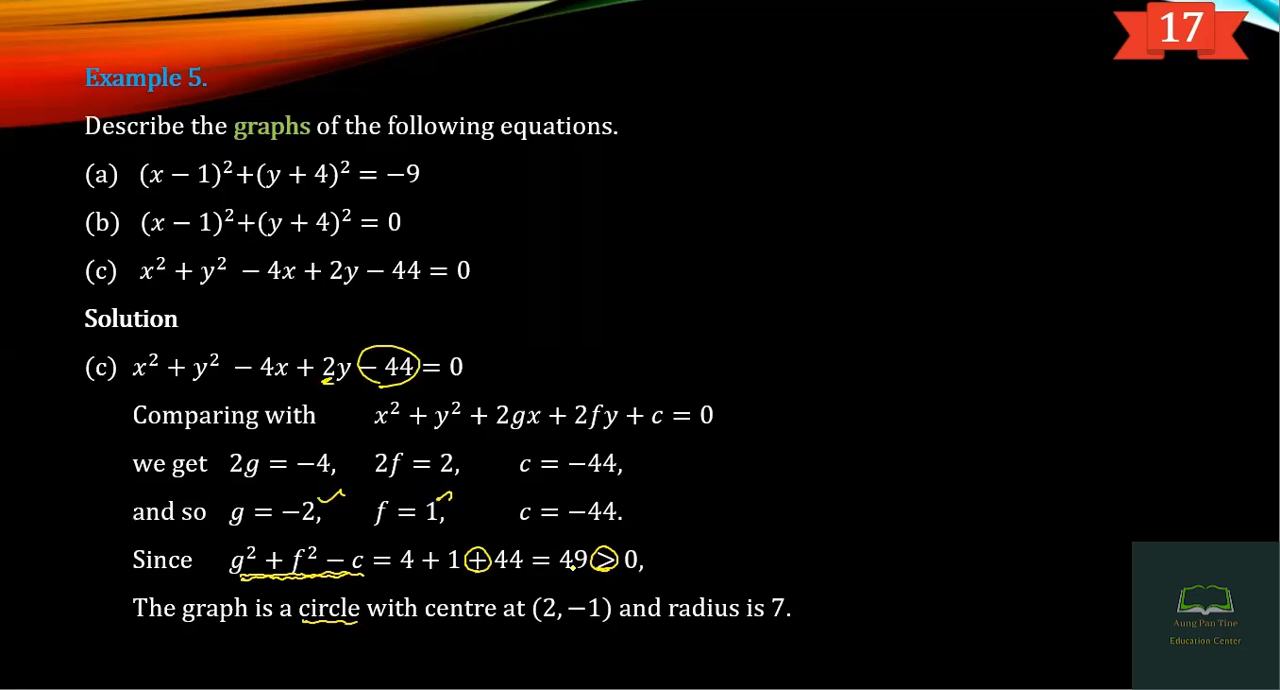 17
Example 5.
Describe the graphs of the following equations.
(a) (x − 1)²+(y + 4)² = −9
(b) (x − 1)²+(y + 4)² = 0
(c) x² + y² − 4x + 2y − 44 = 0
Solution
(c) x² + y² − 4x + 2y − 44 = 0
Comparing with x² + y² + 2gx + 2fy + c = 0
we get 2g = −4, 2f = 2, c = −44,
and so g = −2, f = 1, c = −44.
Since g² + f² − c = 4 + 1 + 44 = 49 > 0,
The graph is a circle with centre at (2, −1) and radius is 7.
Aung Pan Tine
Education Center